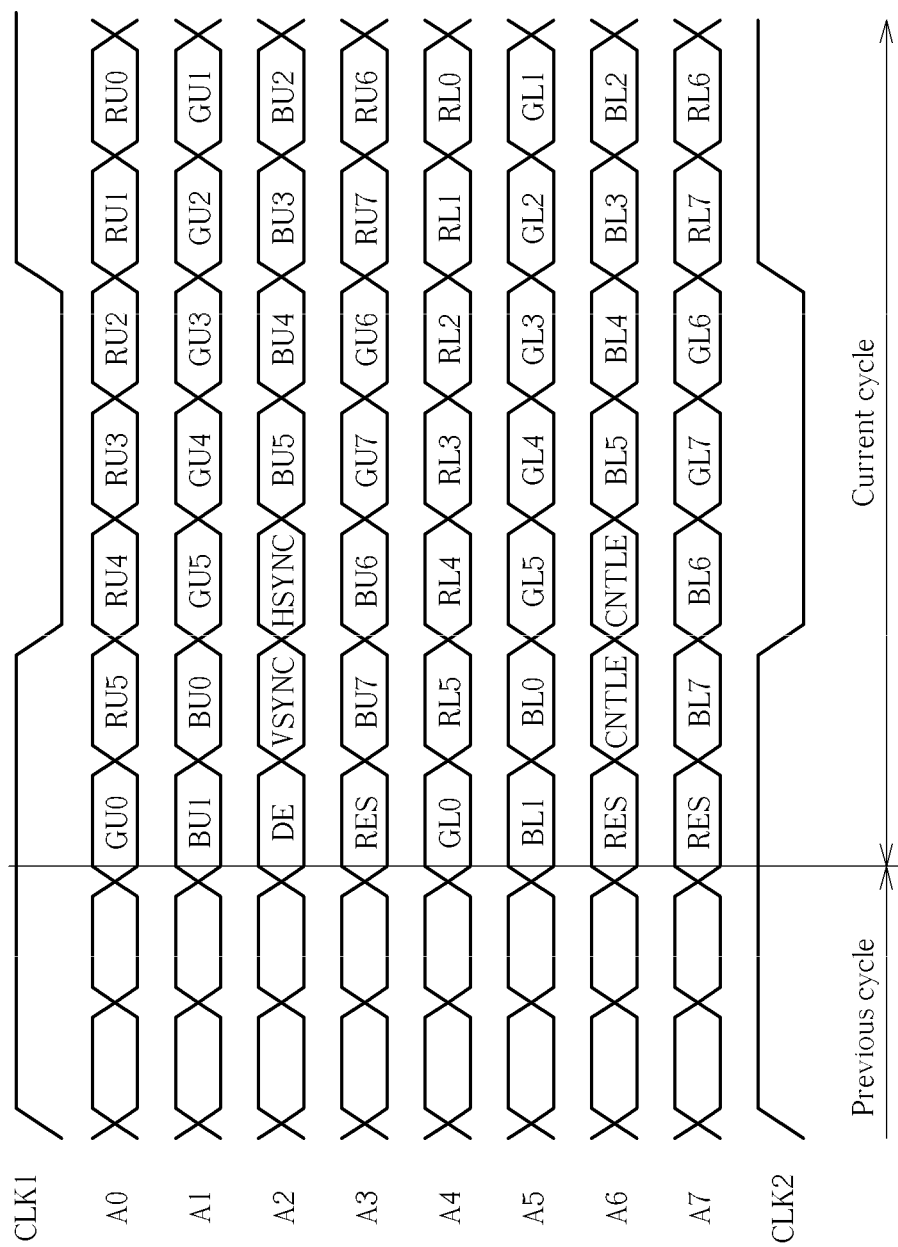 CLK1
A0 GU0 RU5 RU4 RU3 RU2 RU1 RU0
A1 BU1 BU0 GU5 GU4 GU3 GU2 GU1
A2 DE VSYNC HSYNC BU5 BU4 BU3 BU2
A3 RES BU7 BU6 GU7 GU6 RU7 RU6
A4 GL0 RL5 RL4 RL3 RL2 RL1 RL0
A5 BL1 BL0 GL5 GL4 GL3 GL2 GL1
A6 RES CNTLE CNTLE BL5 BL4 BL3 BL2
A7 RES BL7 BL6 GL7 GL6 RL7 RL6
CLK2
Previous cycle Current cycle